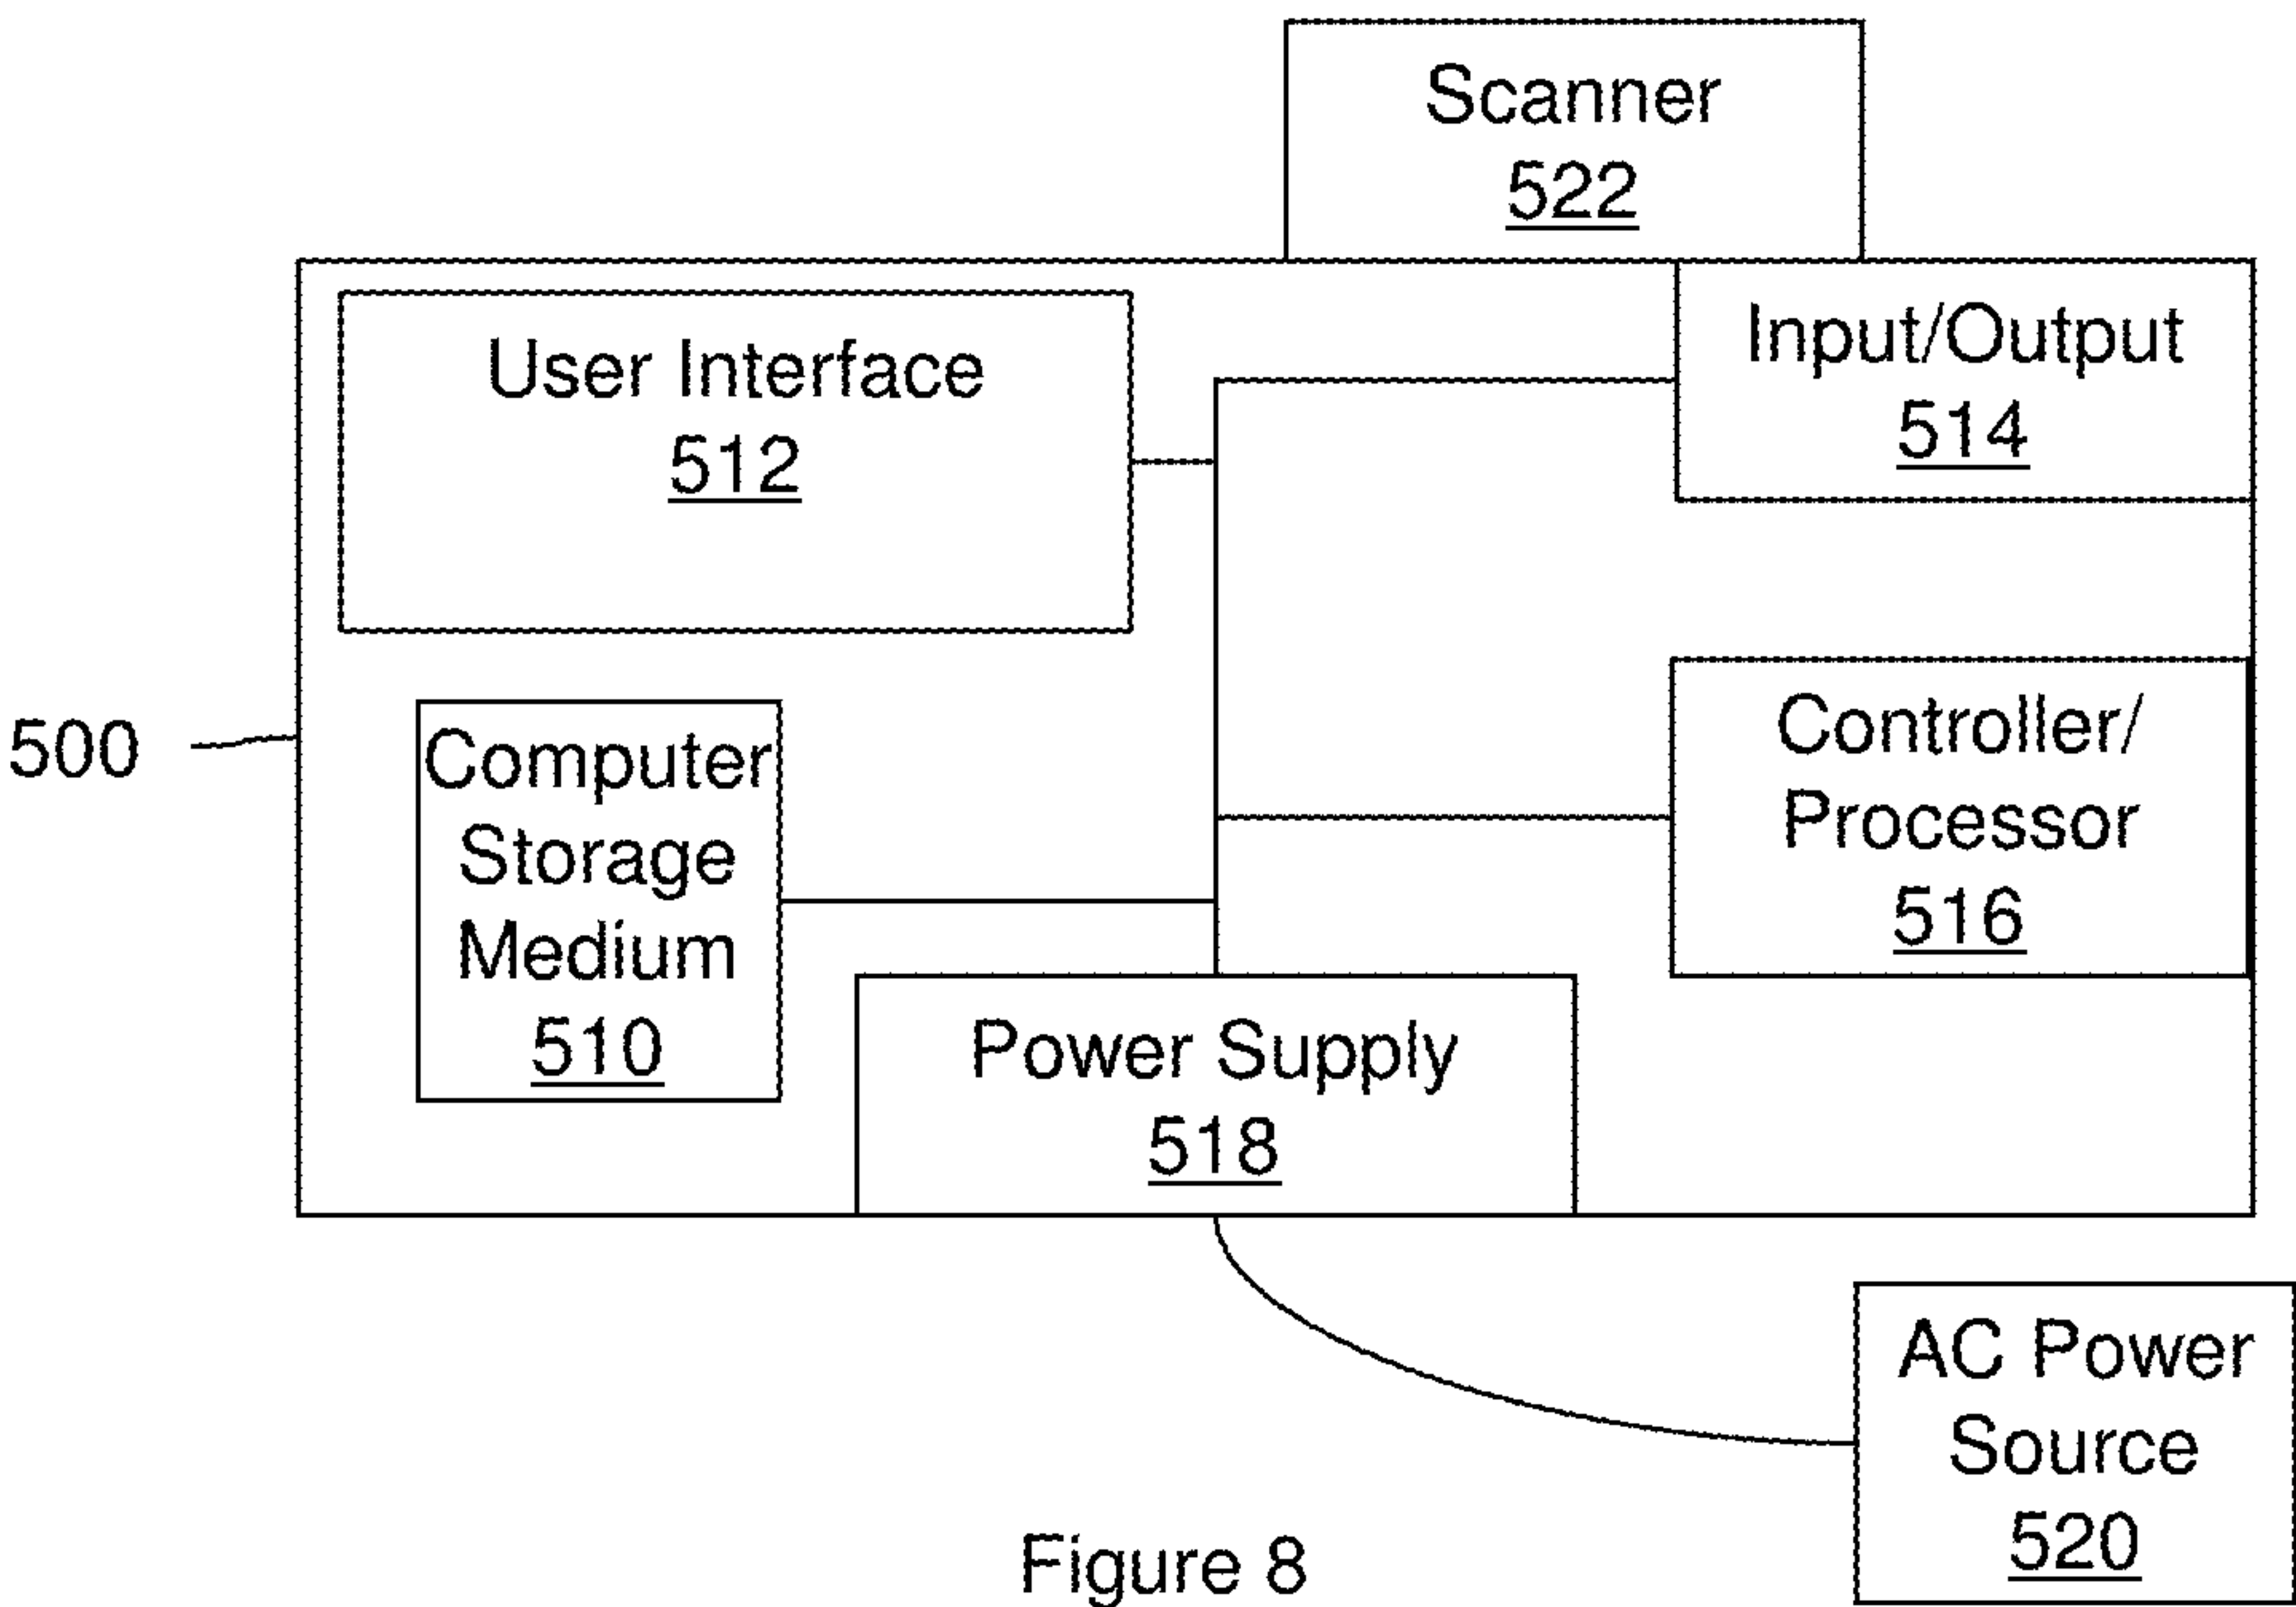 Scanner
522
User Interface
512
Input/Output
514
500
Computer
Storage
Medium
510
Controller/
Processor
516
Power Supply
518
AC Power
Source
520
Figure 8